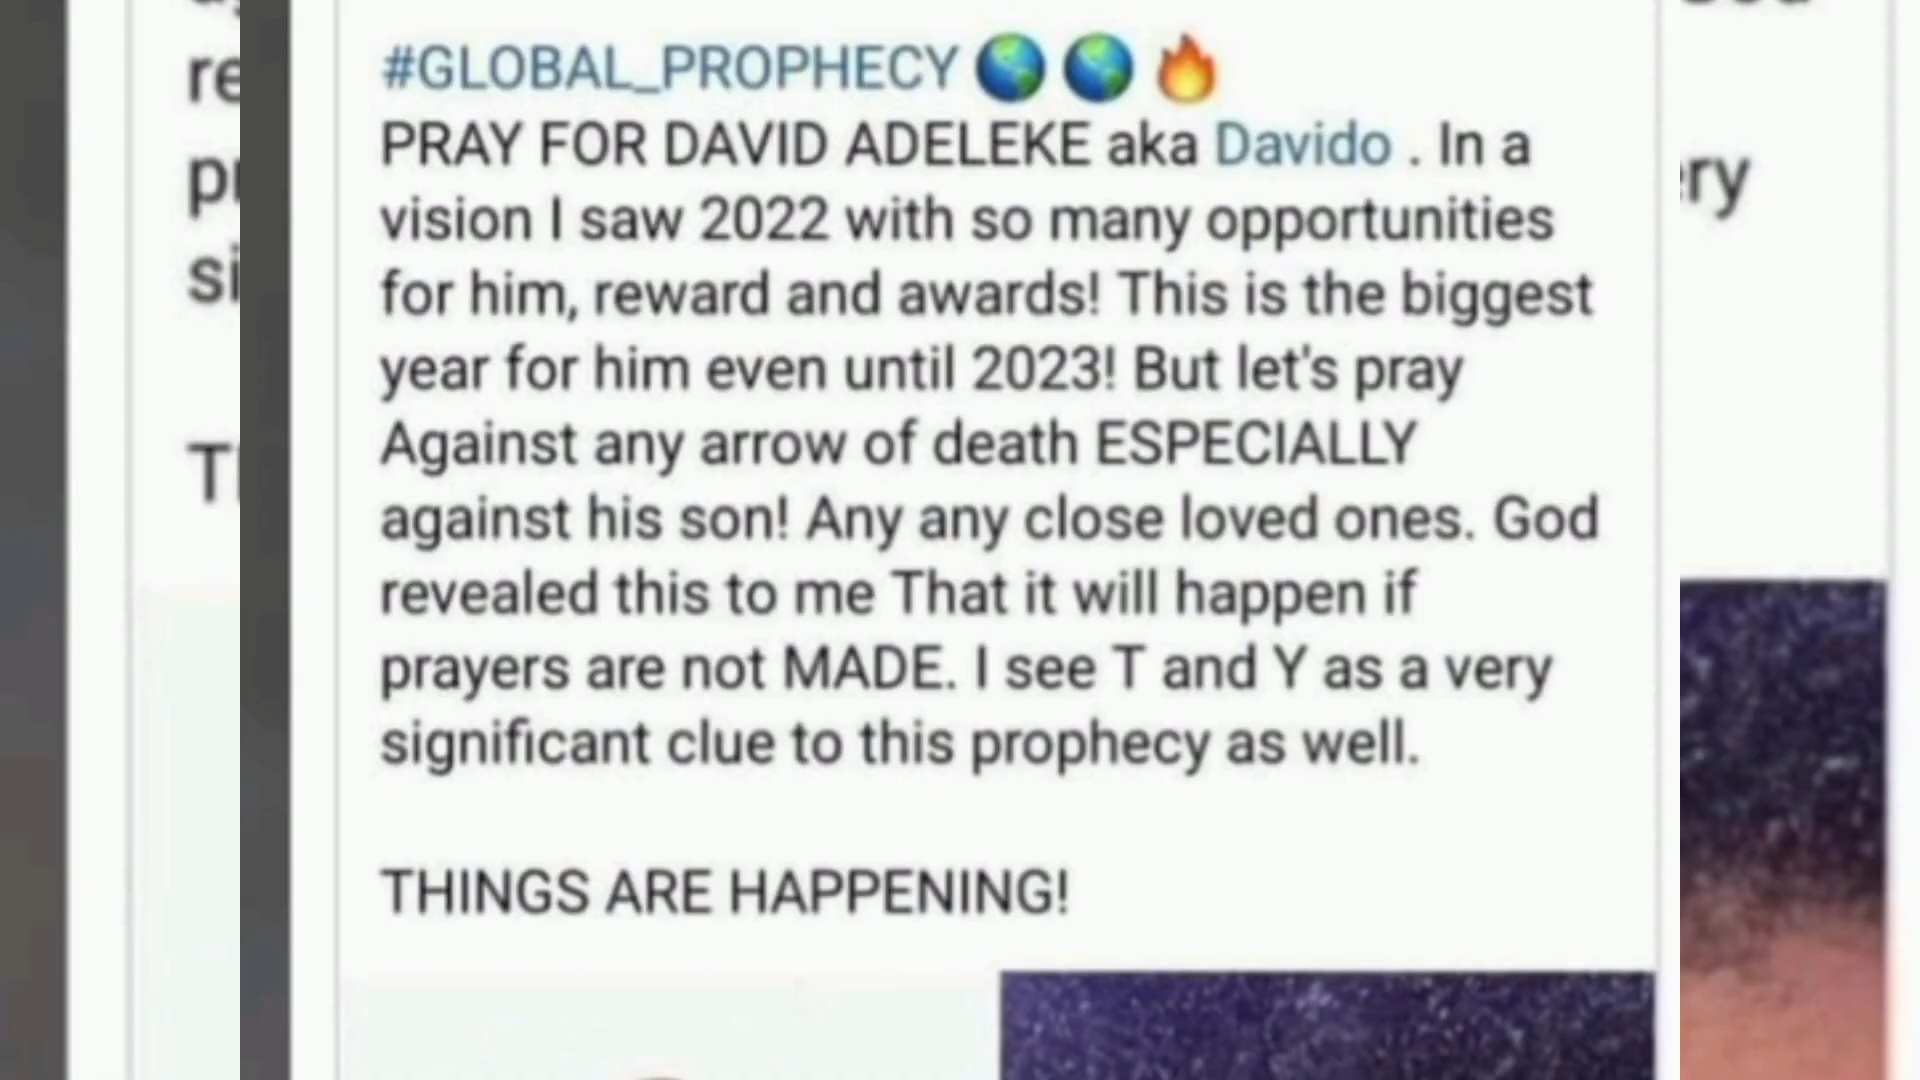 #GLOBAL_PROPHECY 🌎 🌎 🔥
PRAY FOR DAVID ADELEKE aka Davido . In a
vision I saw 2022 with so many opportunities
for him, reward and awards! This is the biggest
year for him even until 2023! But let's pray
Against any arrow of death ESPECIALLY
against his son! Any any close loved ones. God
revealed this to me That it will happen if
prayers are not MADE. I see T and Y as a very
significant clue to this prophecy as well.
THINGS ARE HAPPENING!